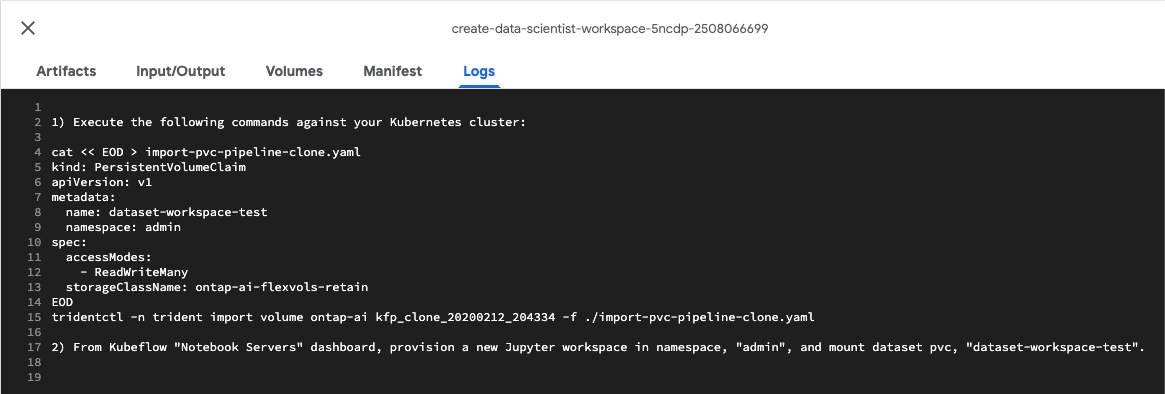 create-data-scientist-workspace-5ncdp-2508066699
Artifacts Input/Output Volumes Manifest Logs
1
2 1) Execute the following commands against your Kubernetes cluster:
3
4 cat << EOD > import-pvc-pipeline-clone.yaml
5 kind: PersistentVolumeClaim
6 apiVersion: v1
7 metadata:
8   name: dataset-workspace-test
9   namespace: admin
10 spec:
11   accessModes:
12     - ReadWriteMany
13   storageClassName: ontap-ai-flexvols-retain
14 EOD
15 tridentctl -n trident import volume ontap-ai kfp_clone_20200212_204334 -f ./import-pvc-pipeline-clone.yaml
16
17 2) From Kubeflow "Notebook Servers" dashboard, provision a new Jupyter workspace in namespace, "admin", and mount dataset pvc, "dataset-workspace-test".
18
19